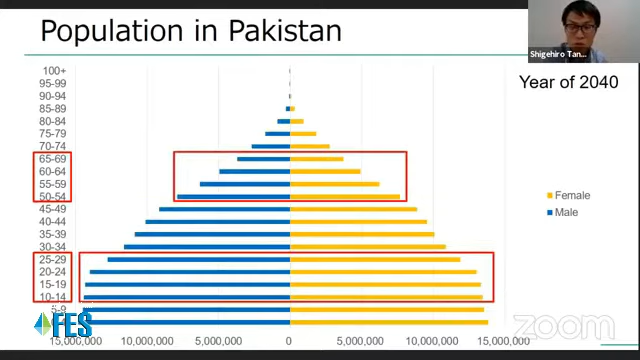 Population in Pakistan
Shigehiro Tan...
Year of 2040
100+
95-99
90-94
85-89
80-84
75-79
70-74
65-69
60-64
55-59
50-54
45-49
40-44
35-39
30-34
25-29
20-24
15-19
10-14
5-9
Female
Male
FES
zoom
15,000,000 10,000,000 5,000,000 0 5,000,000 10,000,000 15,000,000